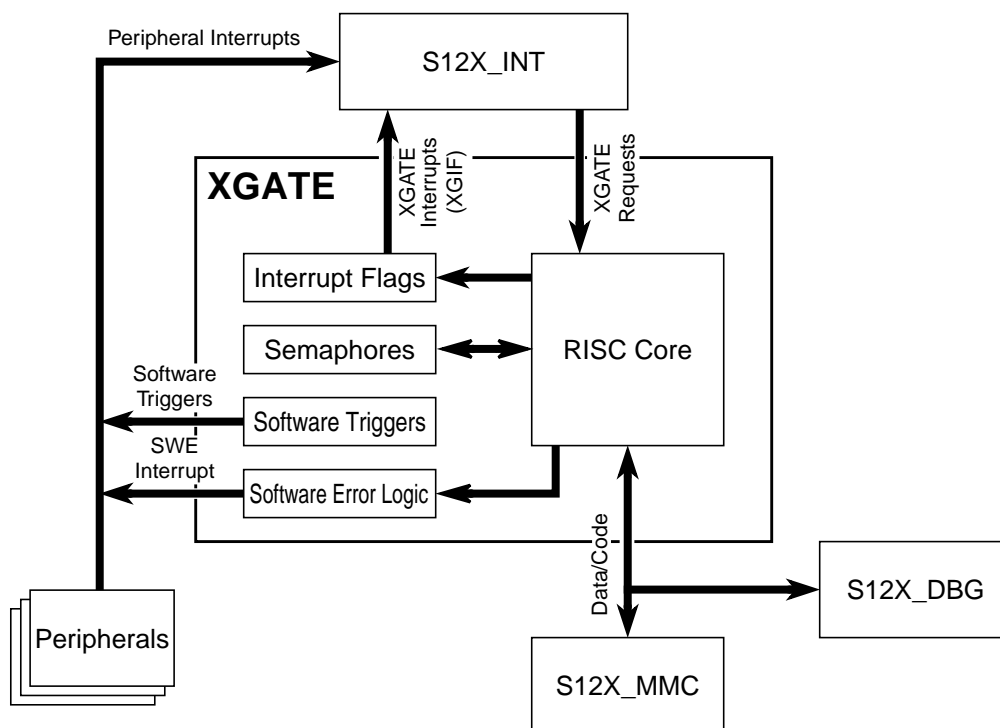 Peripheral Interrupts
S12X_INT
XGATE
Interrupts
(XGIF)
XGATE
Requests
XGATE
Interrupt Flags
Semaphores
RISC Core
Software
Triggers
Software Triggers
SWE
Interrupt
Software Error Logic
Data/Code
S12X_DBG
Peripherals
S12X_MMC